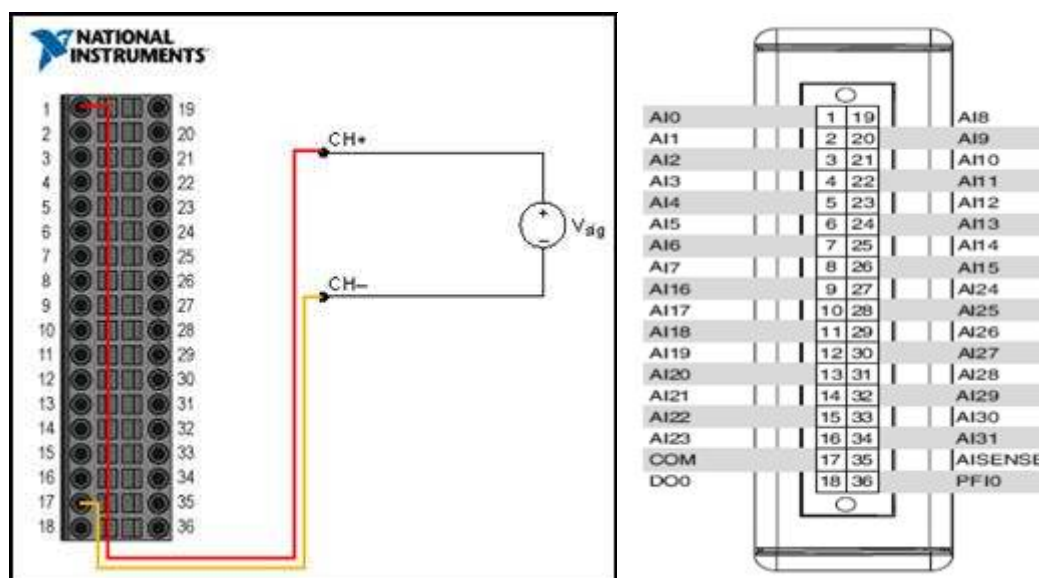 NATIONAL
INSTRUMENTS
1 19
2 20
3 21
4 22
5 23
6 24
7 25
8 26
9 27
10 28
11 29
12 30
13 31
14 32
15 33
16 34
17 35
18 36
CH+
+
Vsig
−
CH−
AI0 1 19 AI8
AI1 2 20 AI9
AI2 3 21 AI10
AI3 4 22 AI11
AI4 5 23 AI12
AI5 6 24 AI13
AI6 7 25 AI14
AI7 8 26 AI15
AI16 9 27 AI24
AI17 10 28 AI25
AI18 11 29 AI26
AI19 12 30 AI27
AI20 13 31 AI28
AI21 14 32 AI29
AI22 15 33 AI30
AI23 16 34 AI31
COM 17 35 AISENSE
DO0 18 36 PFI0